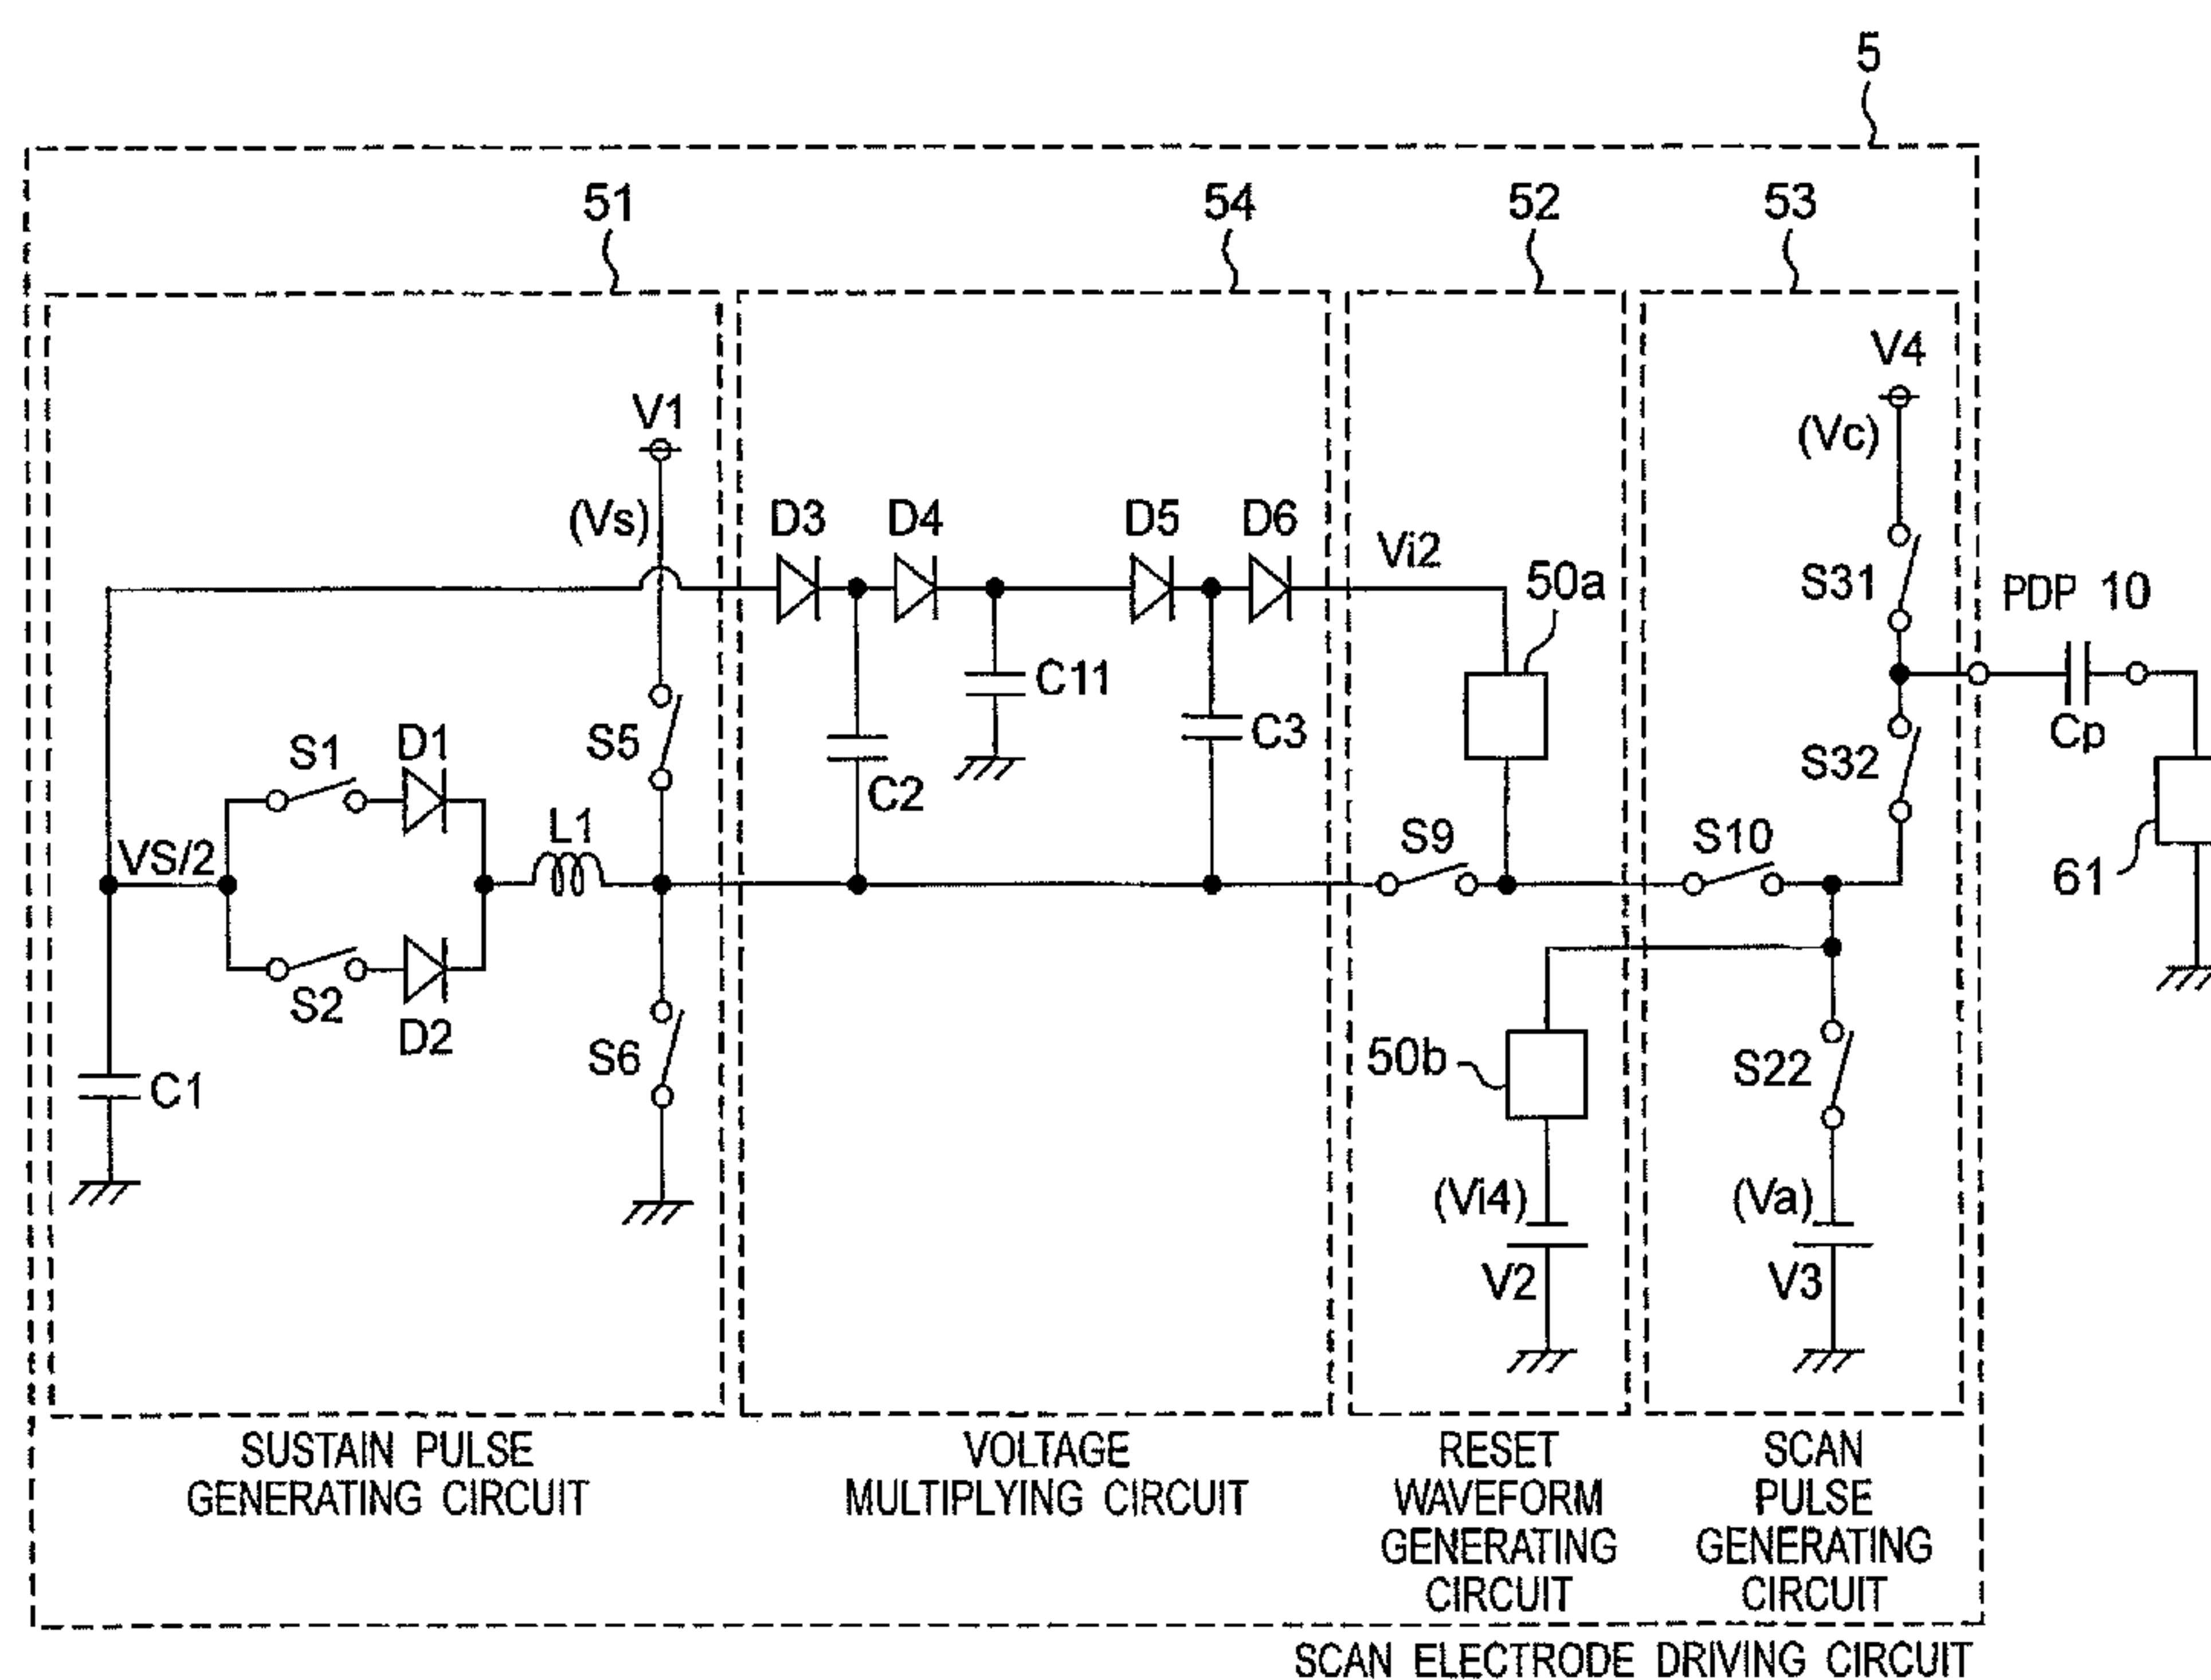 5
51
54
52
53
V1
(Vs)
D3
D4
D5
D6
Vi2
50a
V4
(Vc)
S31
PDP 10
C11
C3
C2
S5
S1
D1
L1
VS/2
S2
D2
S6
C1
S9
S10
S32
Cp
61
50b
S22
(Vi4)
V2
(Va)
V3
SUSTAIN PULSE
GENERATING CIRCUIT
VOLTAGE
MULTIPLYING CIRCUIT
RESET
WAVEFORM
GENERATING
CIRCUIT
SCAN
PULSE
GENERATING
CIRCUIT
SCAN ELECTRODE DRIVING CIRCUIT